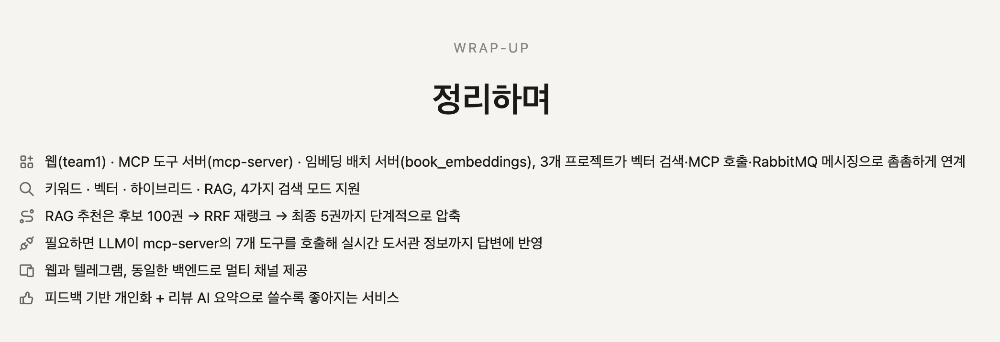 WRAP-UP
정리하며
웹(team1) · MCP 도구 서버(mcp-server) · 임베딩 배치 서버(book_embeddings), 3개 프로젝트가 벡터 검색·MCP 호출·RabbitMQ 메시징으로 촘촘하게 연계
키워드 · 벡터 · 하이브리드 · RAG, 4가지 검색 모드 지원
RAG 추천은 후보 100권 → RRF 재랭크 → 최종 5권까지 단계적으로 압축
필요하면 LLM이 mcp-server의 7개 도구를 호출해 실시간 도서관 정보까지 답변에 반영
웹과 텔레그램, 동일한 백엔드로 멀티 채널 제공
피드백 기반 개인화 + 리뷰 AI 요약으로 쓸수록 좋아지는 서비스